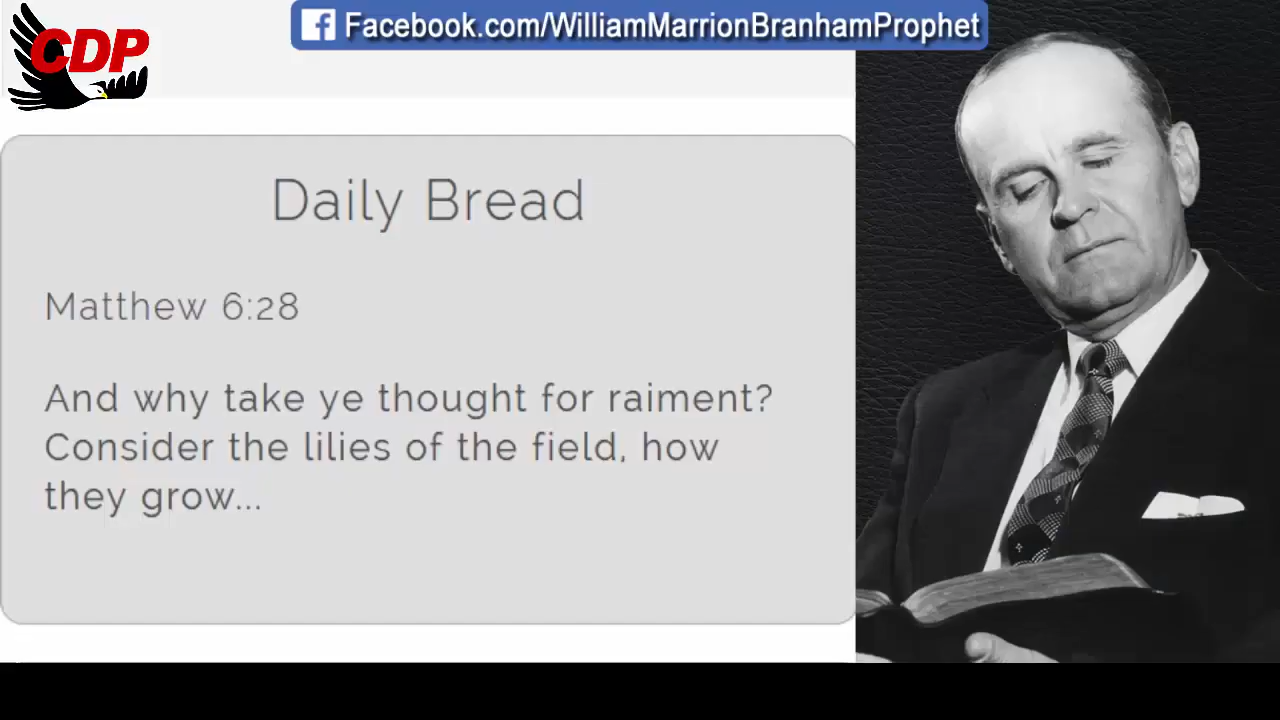 Facebook.com/WilliamMarrionBranhamProphet
CDP
Daily Bread
Matthew 6:28
And why take ye thought for raiment?
Consider the lilies of the field, how
they grow...